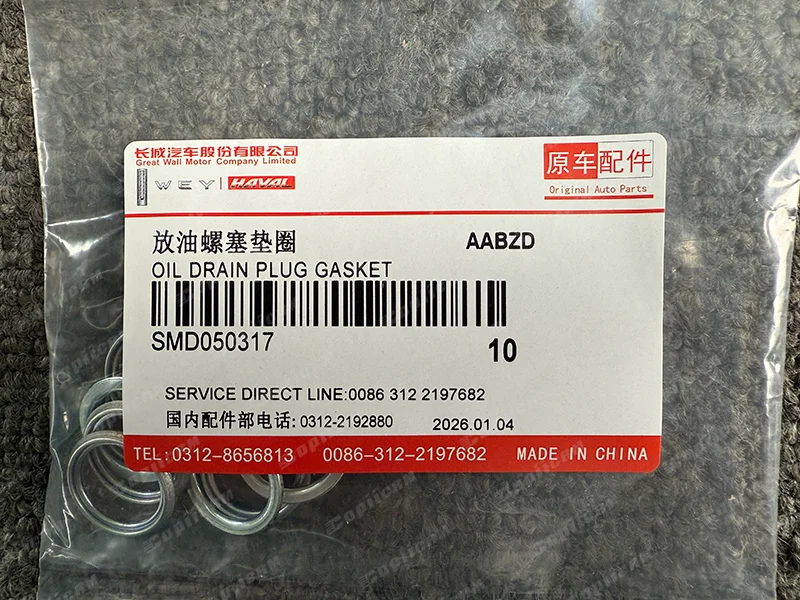 长城汽车股份有限公司
Great Wall Motor Company Limited
WEY HAVAL
原车配件
Original Auto Parts
放油螺塞垫圈 AABZD
OIL DRAIN PLUG GASKET
SMD050317
10
SERVICE DIRECT LINE:0086 312 2197682
国内配件部电话: 0312-2192880 2026.01.04
TEL:0312-8656813 0086-312-2197682 MADE IN CHINA